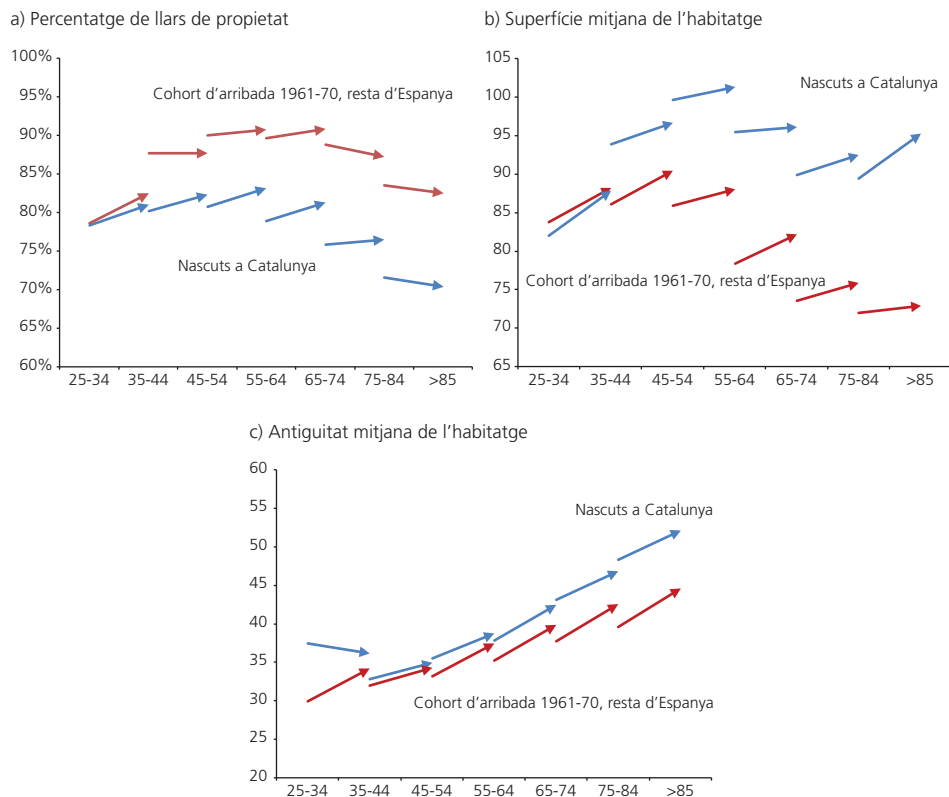 a) Percentatge de llars de propietat
100%
95%
90%
85%
80%
75%
70%
65%
60%
Cohort d'arribada 1961-70, resta d'Espanya
Nascuts a Catalunya
25-34 35-44 45-54 55-64 65-74 75-84 >85
b) Superfície mitjana de l'habitatge
105
100
95
90
85
80
75
70
65
Nascuts a Catalunya
Cohort d'arribada 1961-70, resta d'Espanya
25-34 35-44 45-54 55-64 65-74 75-84 >85
c) Antiguitat mitjana de l'habitatge
60
55
50
45
40
35
30
25
20
Nascuts a Catalunya
Cohort d'arribada 1961-70, resta d'Espanya
25-34 35-44 45-54 55-64 65-74 75-84 >85